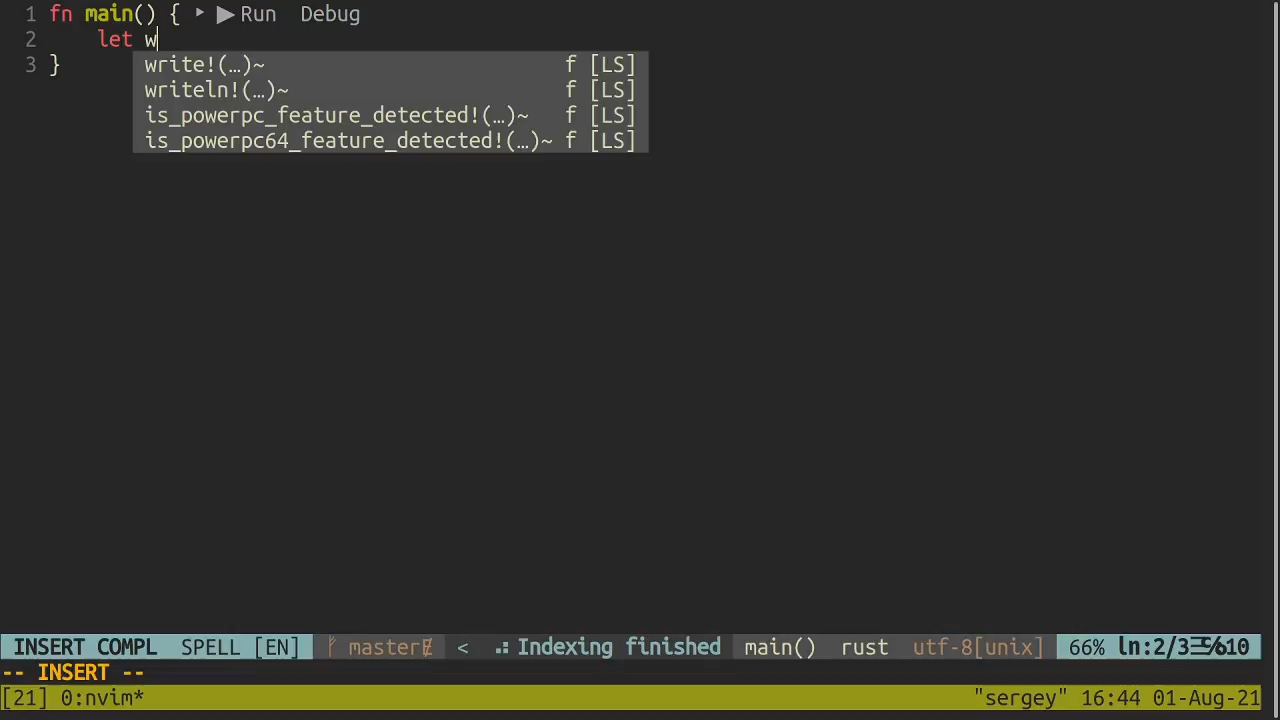 1 fn main() { ‣ ▶ Run Debug
2 let w
3 }
write!(…)~ f [LS]
writeln!(…)~ f [LS]
is_powerpc_feature_detected!(…)~ f [LS]
is_powerpc64_feature_detected!(…)~ f [LS]
INSERT COMPL SPELL [EN] master < Indexing finished main() rust utf-8[unix] 66% ln:2/3
-- INSERT --
[21] 0:nvim* "sergey" 16:44 01-Aug-21